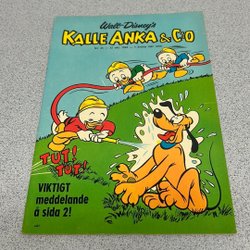 Walt Disney's
KALLE ANKA & C:O
TUT!
TUT!
VIKTIGT
meddelande
å sida 2!